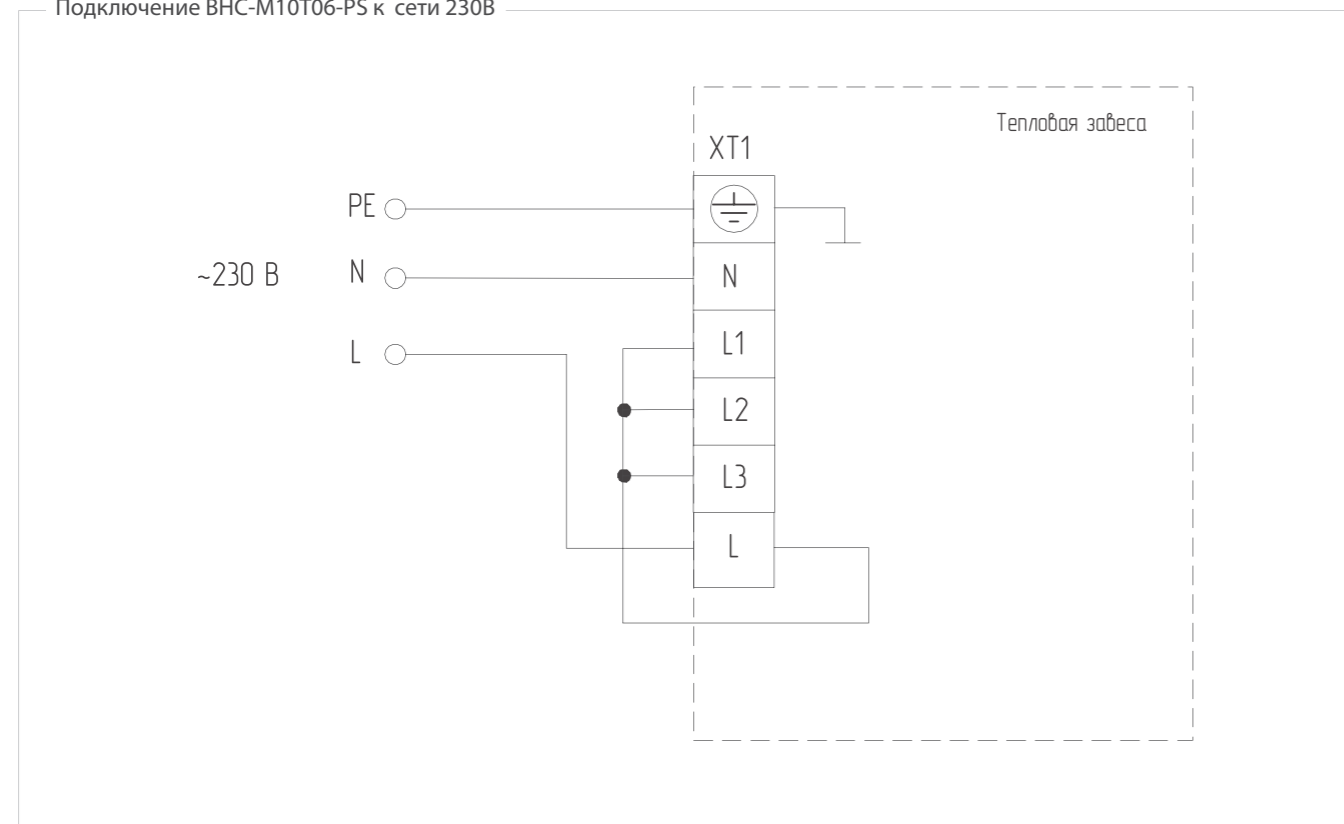 Подключение BHC-M10T06-PS к сети 230В
Тепловая завеса
XT1
PE
~230 В
N
N
L
L1
L2
L3
L